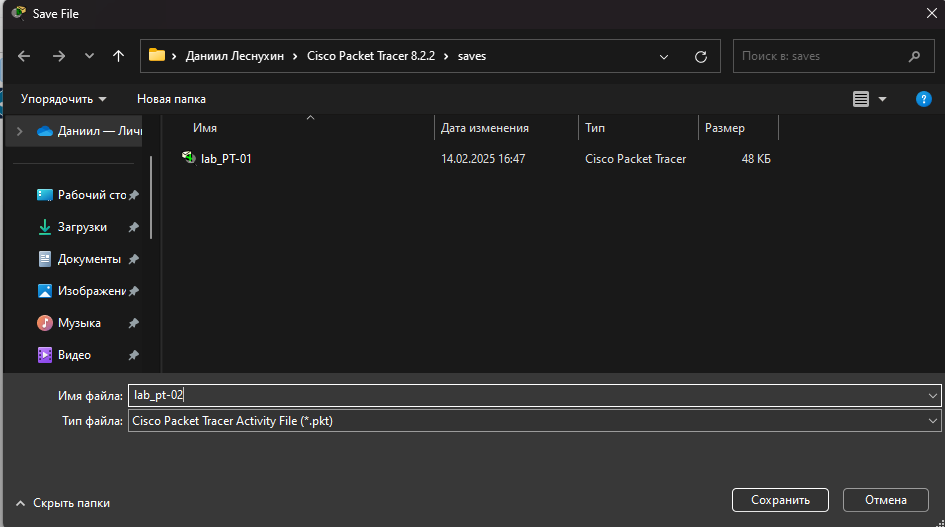 Save File
Даниил Леснухин Cisco Packet Tracer 8.2.2 saves
Поиск в: saves
Упорядочить Новая папка
Даниил — Личн
Рабочий сто
Загрузки
Документы
Изображени
Музыка
Видео
Имя Дата изменения Тип Размер
lab_PT-01 14.02.2025 16:47 Cisco Packet Tracer 48 КБ
Имя файла: lab_pt-02
Тип файла: Cisco Packet Tracer Activity File (*.pkt)
Скрыть папки
Сохранить Отмена